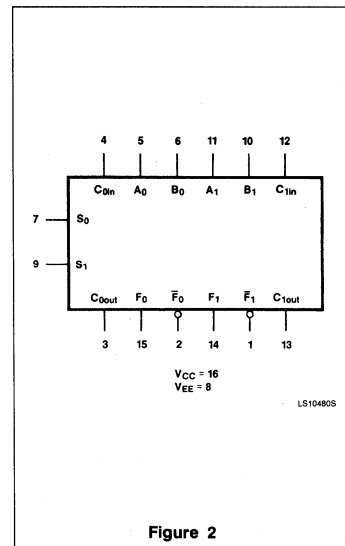 4 5 6 11 10 12
C0in A0 B0 A1 B1 C1in
7 S0
9 S1
C0out F0 F̅0 F1 F̅1 C1out
3 15 2 14 1 13
VCC = 16
VEE = 8
LS10480S
Figure 2